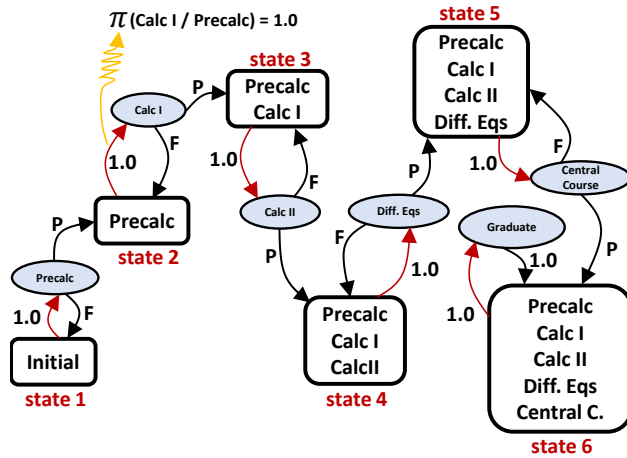 π (Calc I / Precalc) = 1.0
state 3
Precalc
Calc I
state 5
Precalc
Calc I
Calc II
Diff. Eqs
Calc I
P
F
1.0
Precalc
state 2
P
Precalc
1.0
F
Initial
state 1
1.0
Calc II
F
P
Diff. Eqs
P
F
1.0
Precalc
Calc I
CalcII
state 4
1.0
F
Central
Course
P
Graduate
1.0
1.0
Precalc
Calc I
Calc II
Diff. Eqs
Central C.
state 6